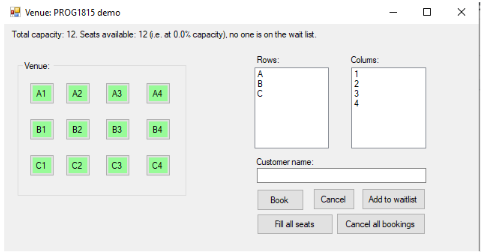 Venue: PROG1815 demo
Total capacity: 12. Seats available: 12 (i.e. at 0.0% capacity), no one is on the wait list.
Venue:
A1 A2 A3 A4
B1 B2 B3 B4
C1 C2 C3 C4
Rows:
A
B
C
Colums:
1
2
3
4
Customer name:
Book Cancel Add to waitlist
Fill all seats Cancel all bookings